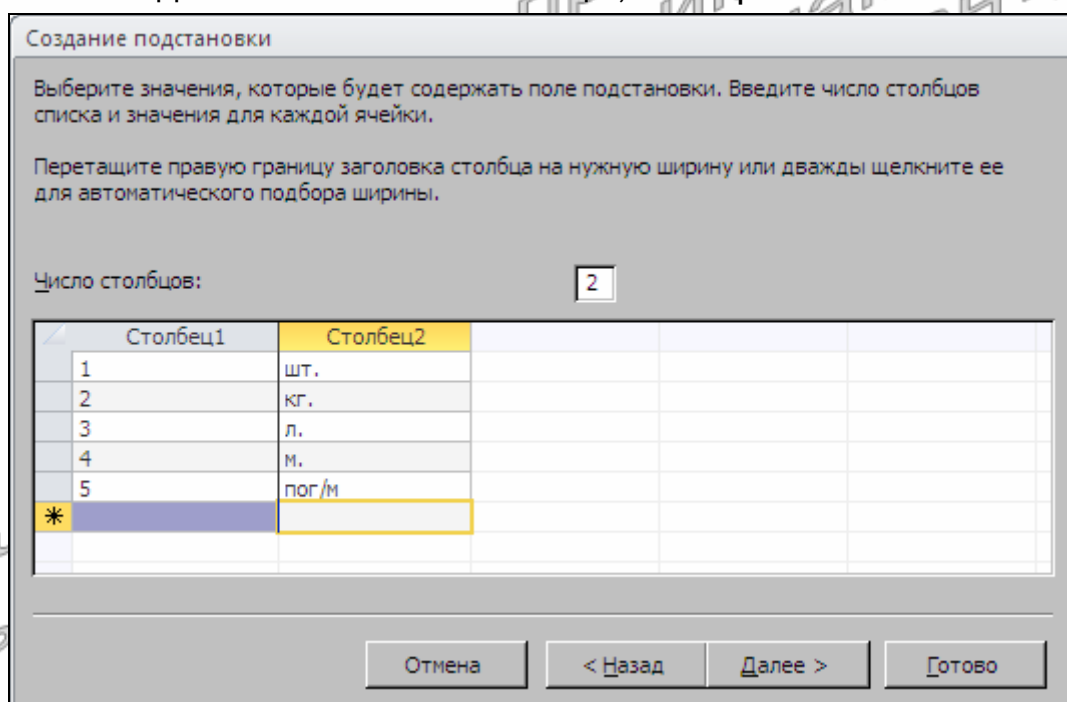 Создание подстановки
Выберите значения, которые будет содержать поле подстановки. Введите число столбцов
списка и значения для каждой ячейки.
Перетащите правую границу заголовка столбца на нужную ширину или дважды щелкните ее
для автоматического подбора ширины.
Число столбцов: 2
Столбец1 Столбец2
1 шт.
2 кг.
3 л.
4 м.
5 пог/м
Отмена < Назад Далее > Готово